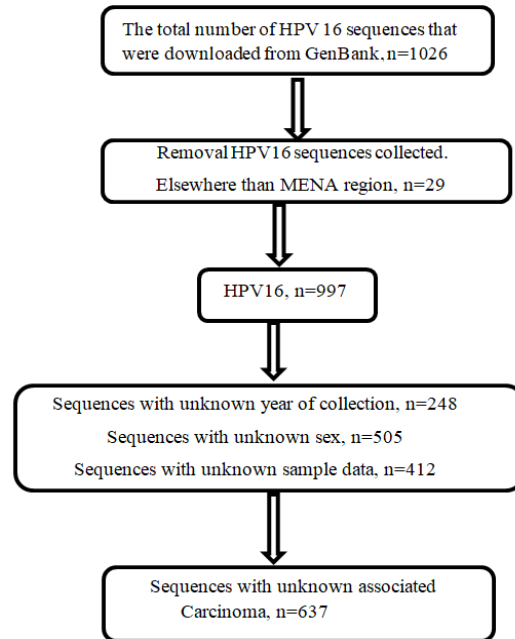 The total number of HPV 16 sequences that
were downloaded from GenBank, n=1026
Removal HPV16 sequences collected.
Elsewhere than MENA region, n=29
HPV16, n=997
Sequences with unknown year of collection, n=248
Sequences with unknown sex, n=505
Sequences with unknown sample data, n=412
Sequences with unknown associated
Carcinoma, n=637